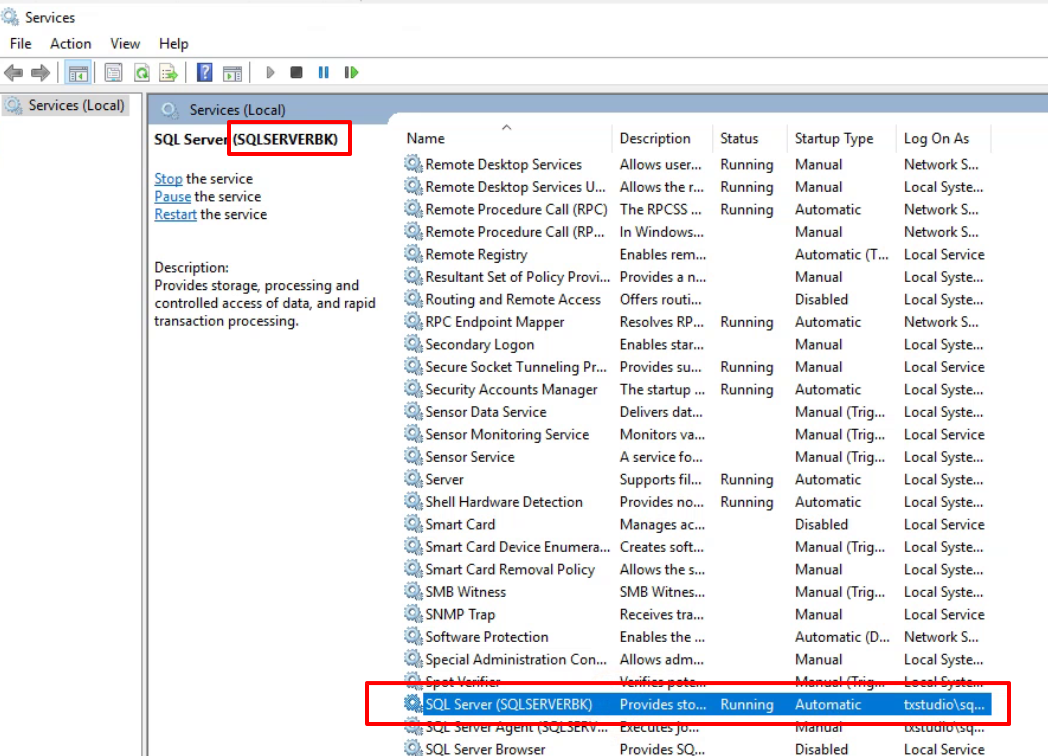 Services
File Action View Help
Services (Local)
Services (Local)
SQL Server (SQLSERVERBK)
Stop the service
Pause the service
Restart the service
Description:
Provides storage, processing and
controlled access of data, and rapid
transaction processing.
Name Description Status Startup Type Log On As
Remote Desktop Services Allows user... Running Manual Network S...
Remote Desktop Services U... Allows the r... Running Manual Local Syste...
Remote Procedure Call (RPC) The RPCSS ... Running Automatic Network S...
Remote Procedure Call (RP... In Windows... Manual Network S...
Remote Registry Enables rem... Automatic (T... Local Service
Resultant Set of Policy Provi... Provides a n... Manual Local Syste...
Routing and Remote Access Offers routi... Disabled Local Syste...
RPC Endpoint Mapper Resolves RP... Running Automatic Network S...
Secondary Logon Enables star... Manual Local Syste...
Secure Socket Tunneling Pr... Provides su... Running Manual Local Service
Security Accounts Manager The startup ... Running Automatic Local Syste...
Sensor Data Service Delivers dat... Manual (Trig... Local Syste...
Sensor Monitoring Service Monitors va... Manual (Trig... Local Service
Sensor Service A service fo... Manual (Trig... Local Syste...
Server Supports fil... Running Automatic Local Syste...
Shell Hardware Detection Provides no... Running Automatic Local Syste...
Smart Card Manages ac... Disabled Local Service
Smart Card Device Enumera... Creates soft... Manual (Trig... Local Syste...
Smart Card Removal Policy Allows the s... Manual Local Syste...
SMB Witness SMB Witnes... Manual (Trig... Local Syste...
SNMP Trap Receives tra... Manual Local Service
Software Protection Enables the ... Automatic (D... Network S...
Special Administration Con... Allows adm... Manual Local Syste...
Spot Verifier Verifies pote... Manual (Trig... Local Syste...
SQL Server (SQLSERVERBK) Provides sto... Running Automatic txstudio\sq...
SQL Server Agent (SQLSERV... Executes jo... Manual txstudio\sq...
SQL Server Browser Provides SQ... Disabled Local Service